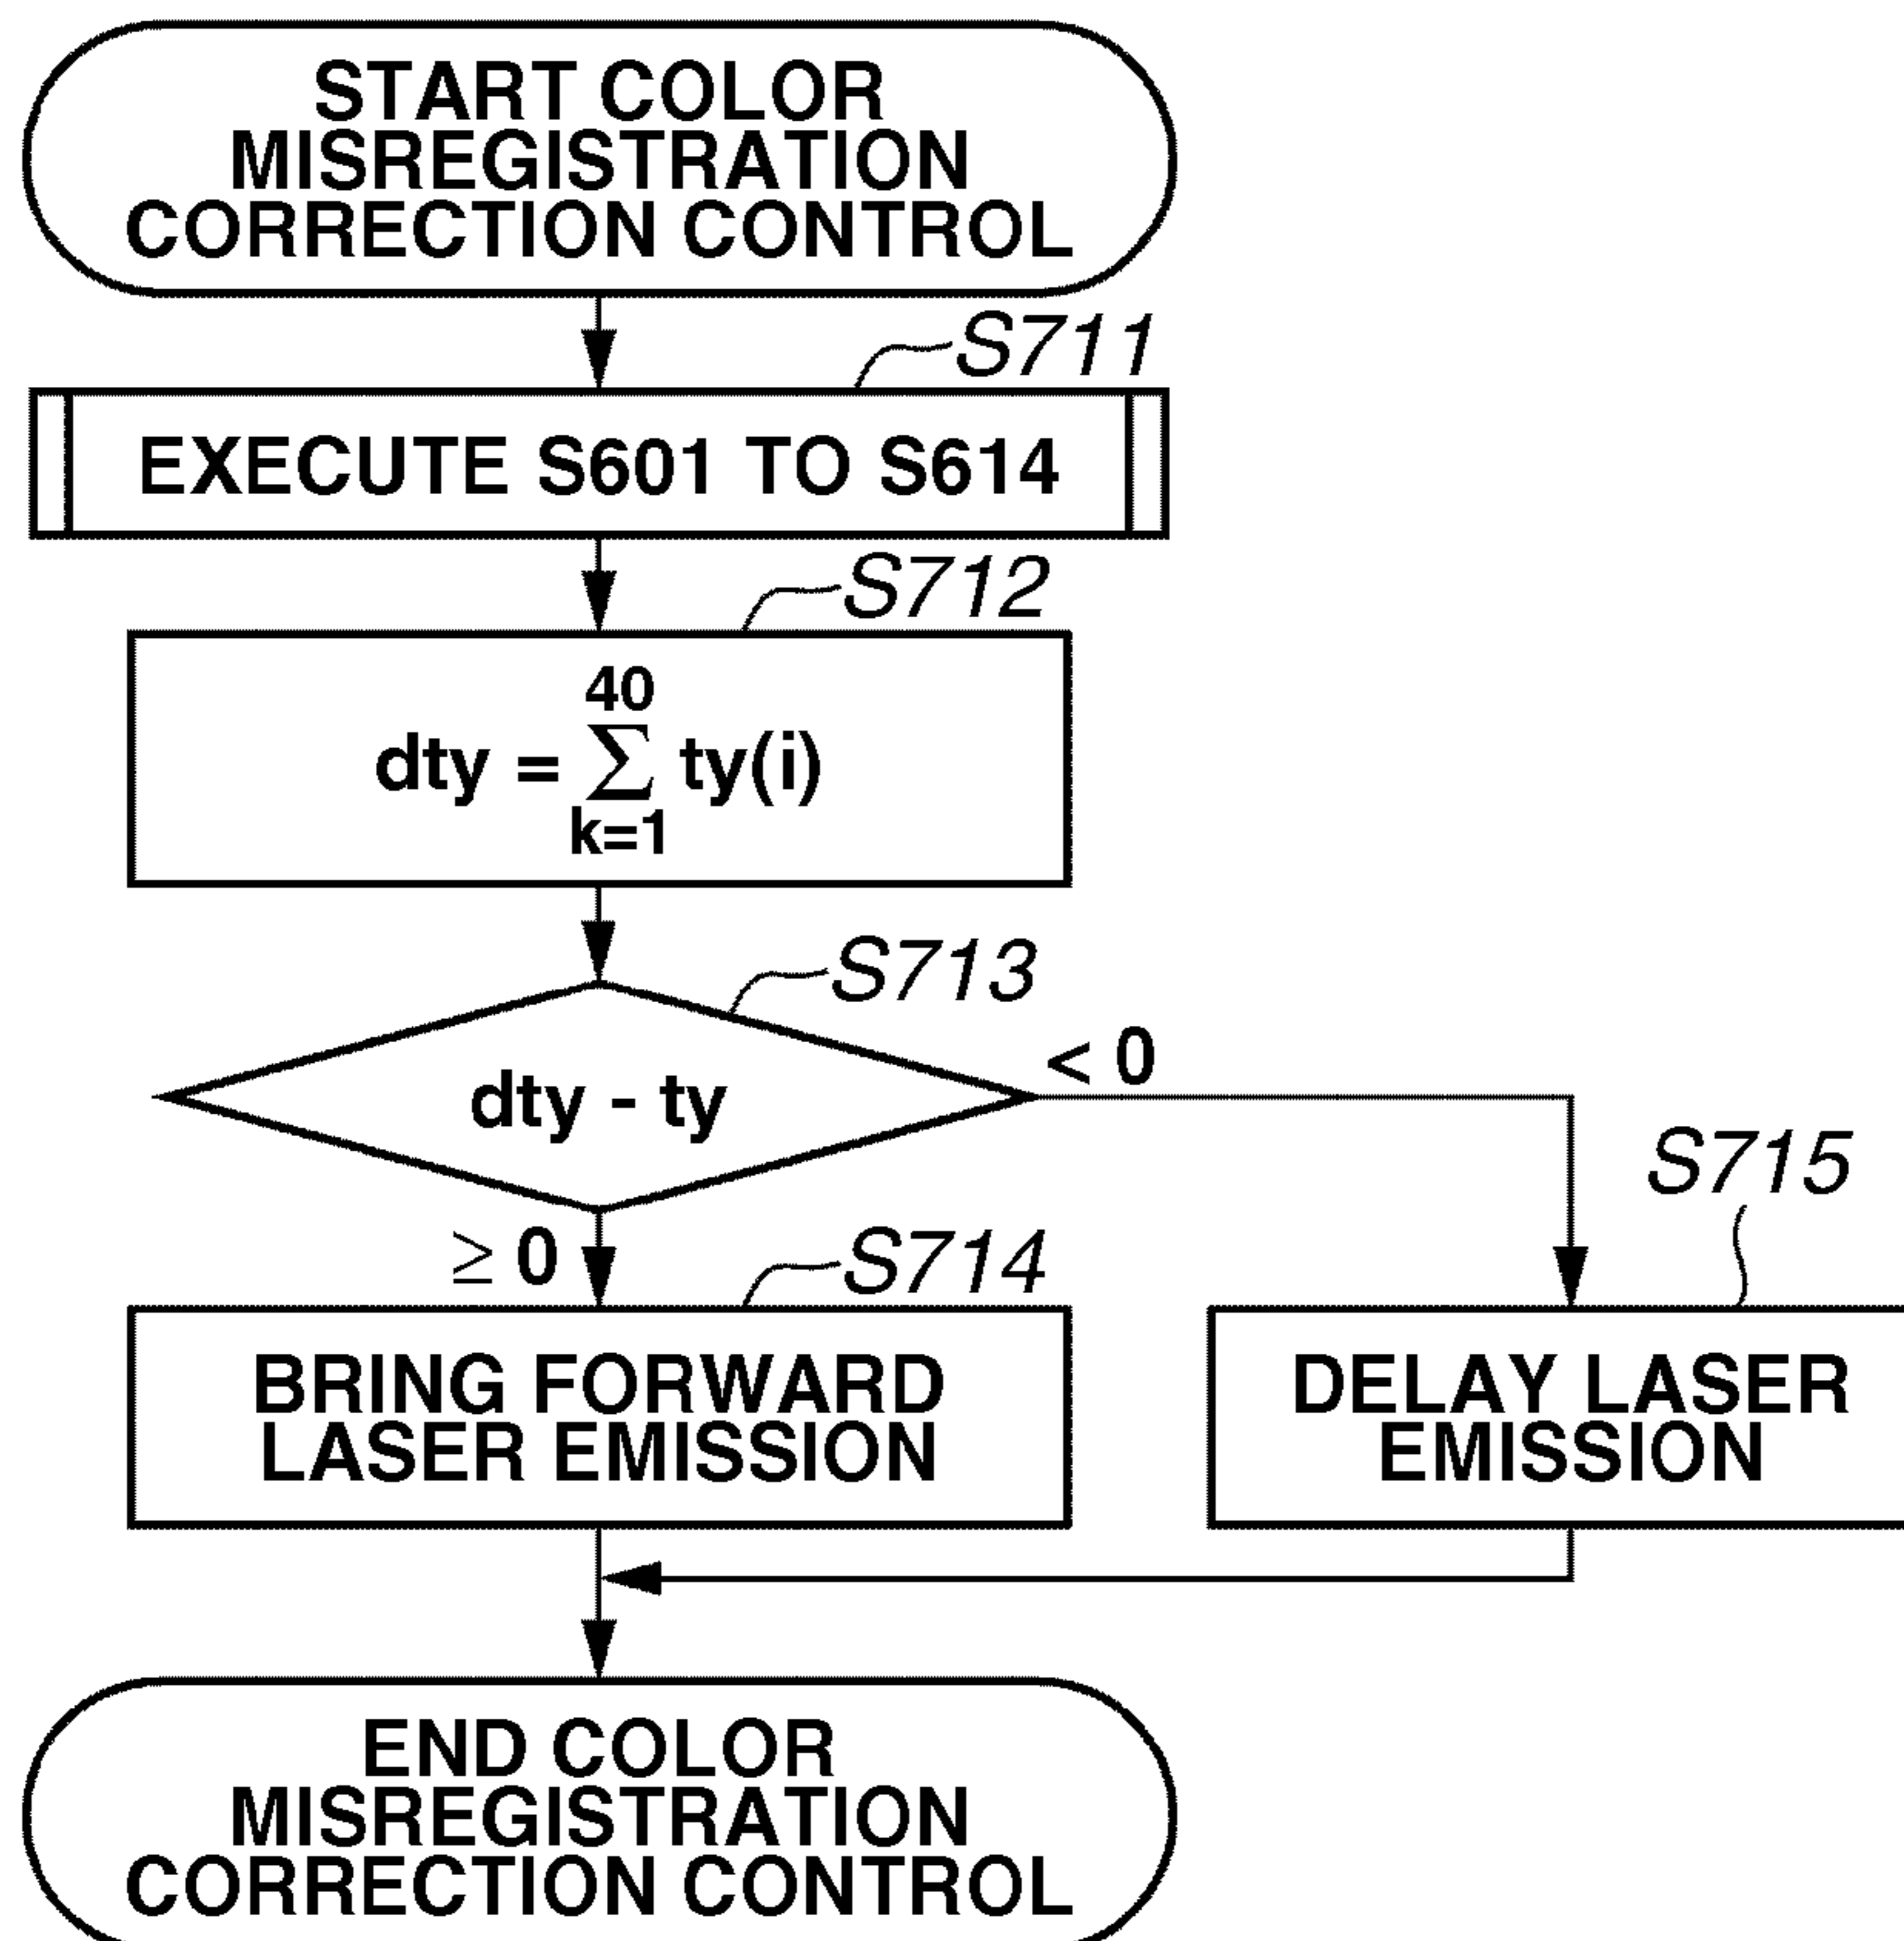 START COLOR
MISREGISTRATION
CORRECTION CONTROL
S711
EXECUTE S601 TO S614
S712
40
dty = Σ ty(i)
k=1
S713
< 0
dty - ty
S715
≥ 0
S714
BRING FORWARD
LASER EMISSION
DELAY LASER
EMISSION
END COLOR
MISREGISTRATION
CORRECTION CONTROL